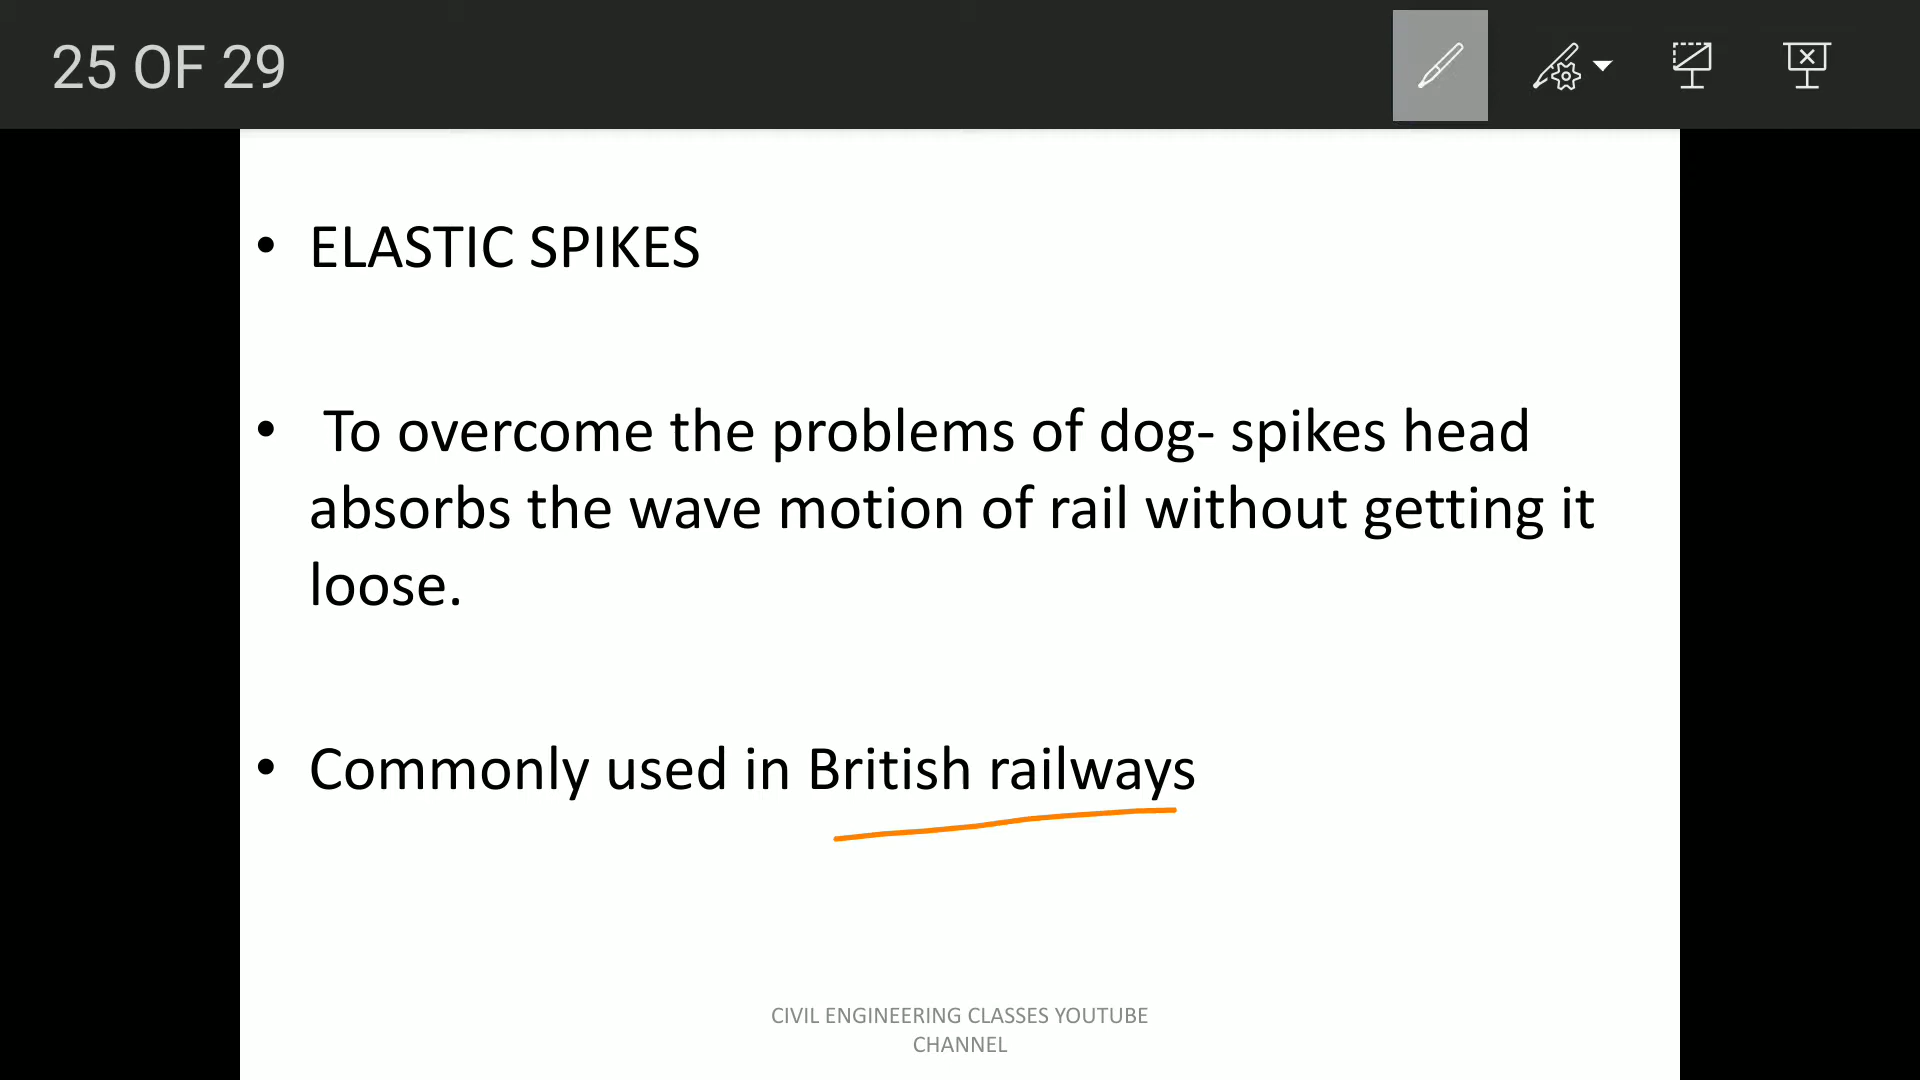 25 OF 29
• ELASTIC SPIKES
• To overcome the problems of dog- spikes head
absorbs the wave motion of rail without getting it
loose.
• Commonly used in British railways
CIVIL ENGINEERING CLASSES YOUTUBE
CHANNEL